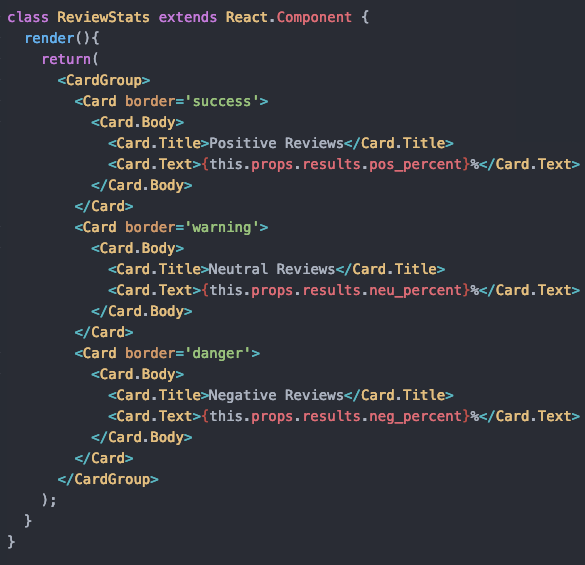 class ReviewStats extends React.Component {
  render(){
    return(
      <CardGroup>
        <Card border='success'>
          <Card.Body>
            <Card.Title>Positive Reviews</Card.Title>
            <Card.Text>{this.props.results.pos_percent}%</Card.Text>
          </Card.Body>
        </Card>
        <Card border='warning'>
          <Card.Body>
            <Card.Title>Neutral Reviews</Card.Title>
            <Card.Text>{this.props.results.neu_percent}%</Card.Text>
          </Card.Body>
        </Card>
        <Card border='danger'>
          <Card.Body>
            <Card.Title>Negative Reviews</Card.Title>
            <Card.Text>{this.props.results.neg_percent}%</Card.Text>
          </Card.Body>
        </Card>
      </CardGroup>
    );
  }
}